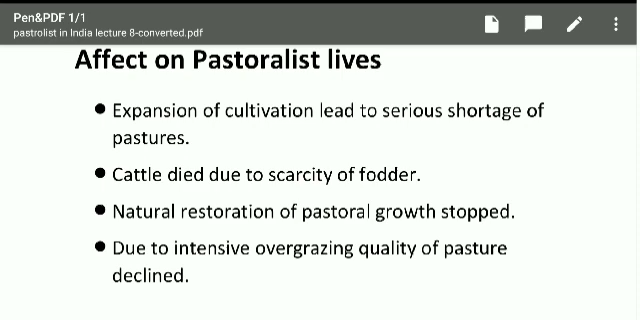 Pen&PDF 1/1
pastrolist in India lecture 8-converted.pdf
Affect on Pastoralist lives
● Expansion of cultivation lead to serious shortage of
pastures.
● Cattle died due to scarcity of fodder.
● Natural restoration of pastoral growth stopped.
● Due to intensive overgrazing quality of pasture
declined.